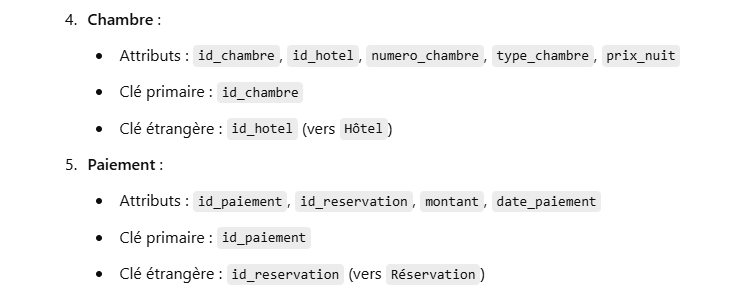 4. Chambre :
• Attributs : id_chambre, id_hotel, numero_chambre, type_chambre, prix_nuit
• Clé primaire : id_chambre
• Clé étrangère : id_hotel (vers Hôtel)
5. Paiement :
• Attributs : id_paiement, id_reservation, montant, date_paiement
• Clé primaire : id_paiement
• Clé étrangère : id_reservation (vers Réservation)